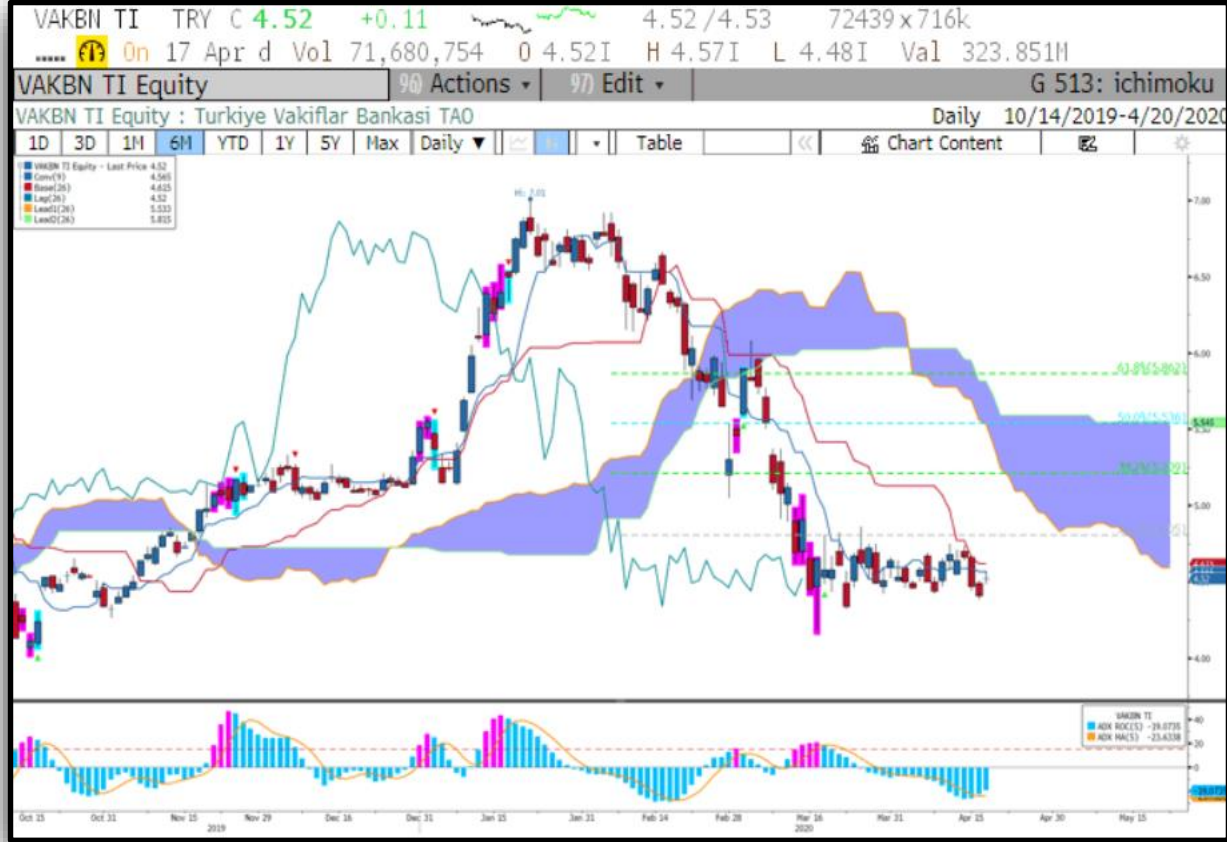 VAKBN TI TRY C 4.52 +0.11 4.52/4.53 72439x716k
On 17 Apr d Vol 71,680,754 O 4.52I H 4.57I L 4.48I Val 323.851M
VAKBN TI Equity 96) Actions 97) Edit G 513: ichimoku
VAKBN TI Equity : Turkiye Vakiflar Bankasi TAO Daily 10/14/2019-4/20/2020
1D 3D 1M 6M YTD 1Y 5Y Max Daily ▼ Table « Chart Content
VAKBN TI Equity - Last Price 4.52
Conv(9) 4.565
Base(26) 4.615
Lag(26) 4.52
Lead1(26) 5.533
Lead2(26) 5.815
Hi: 7.01
7.00
6.50
6.00
61.8%(5.862)
50.0%(5.536)
5.545
5.00
4.52
4.00
VAKBN TI
ADX ROC(5) -19.0735
ADX MA(5) -23.6338
40
20
0
Oct 15 Oct 31 Nov 15 Nov 29 Dec 16 Dec 31 Jan 15 Jan 31 Feb 14 Feb 28 Mar 16 Mar 31 Apr 15 Apr 30 May 15
2019 2020